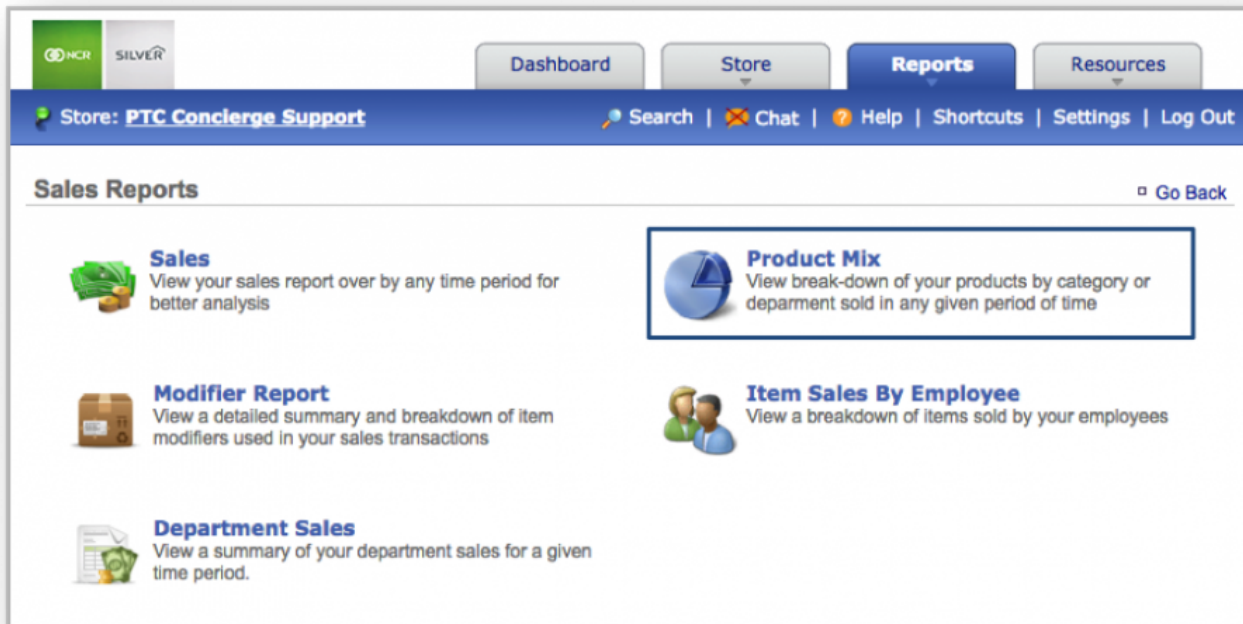 NCR SILVER
Dashboard Store Reports Resources
Store: PTC Concierge Support Search | Chat | Help | Shortcuts | Settings | Log Out
Sales Reports Go Back
Sales
View your sales report over by any time period for
better analysis
Product Mix
View break-down of your products by category or
deparment sold in any given period of time
Modifier Report
View a detailed summary and breakdown of item
modifiers used in your sales transactions
Item Sales By Employee
View a breakdown of items sold by your employees
Department Sales
View a summary of your department sales for a given
time period.